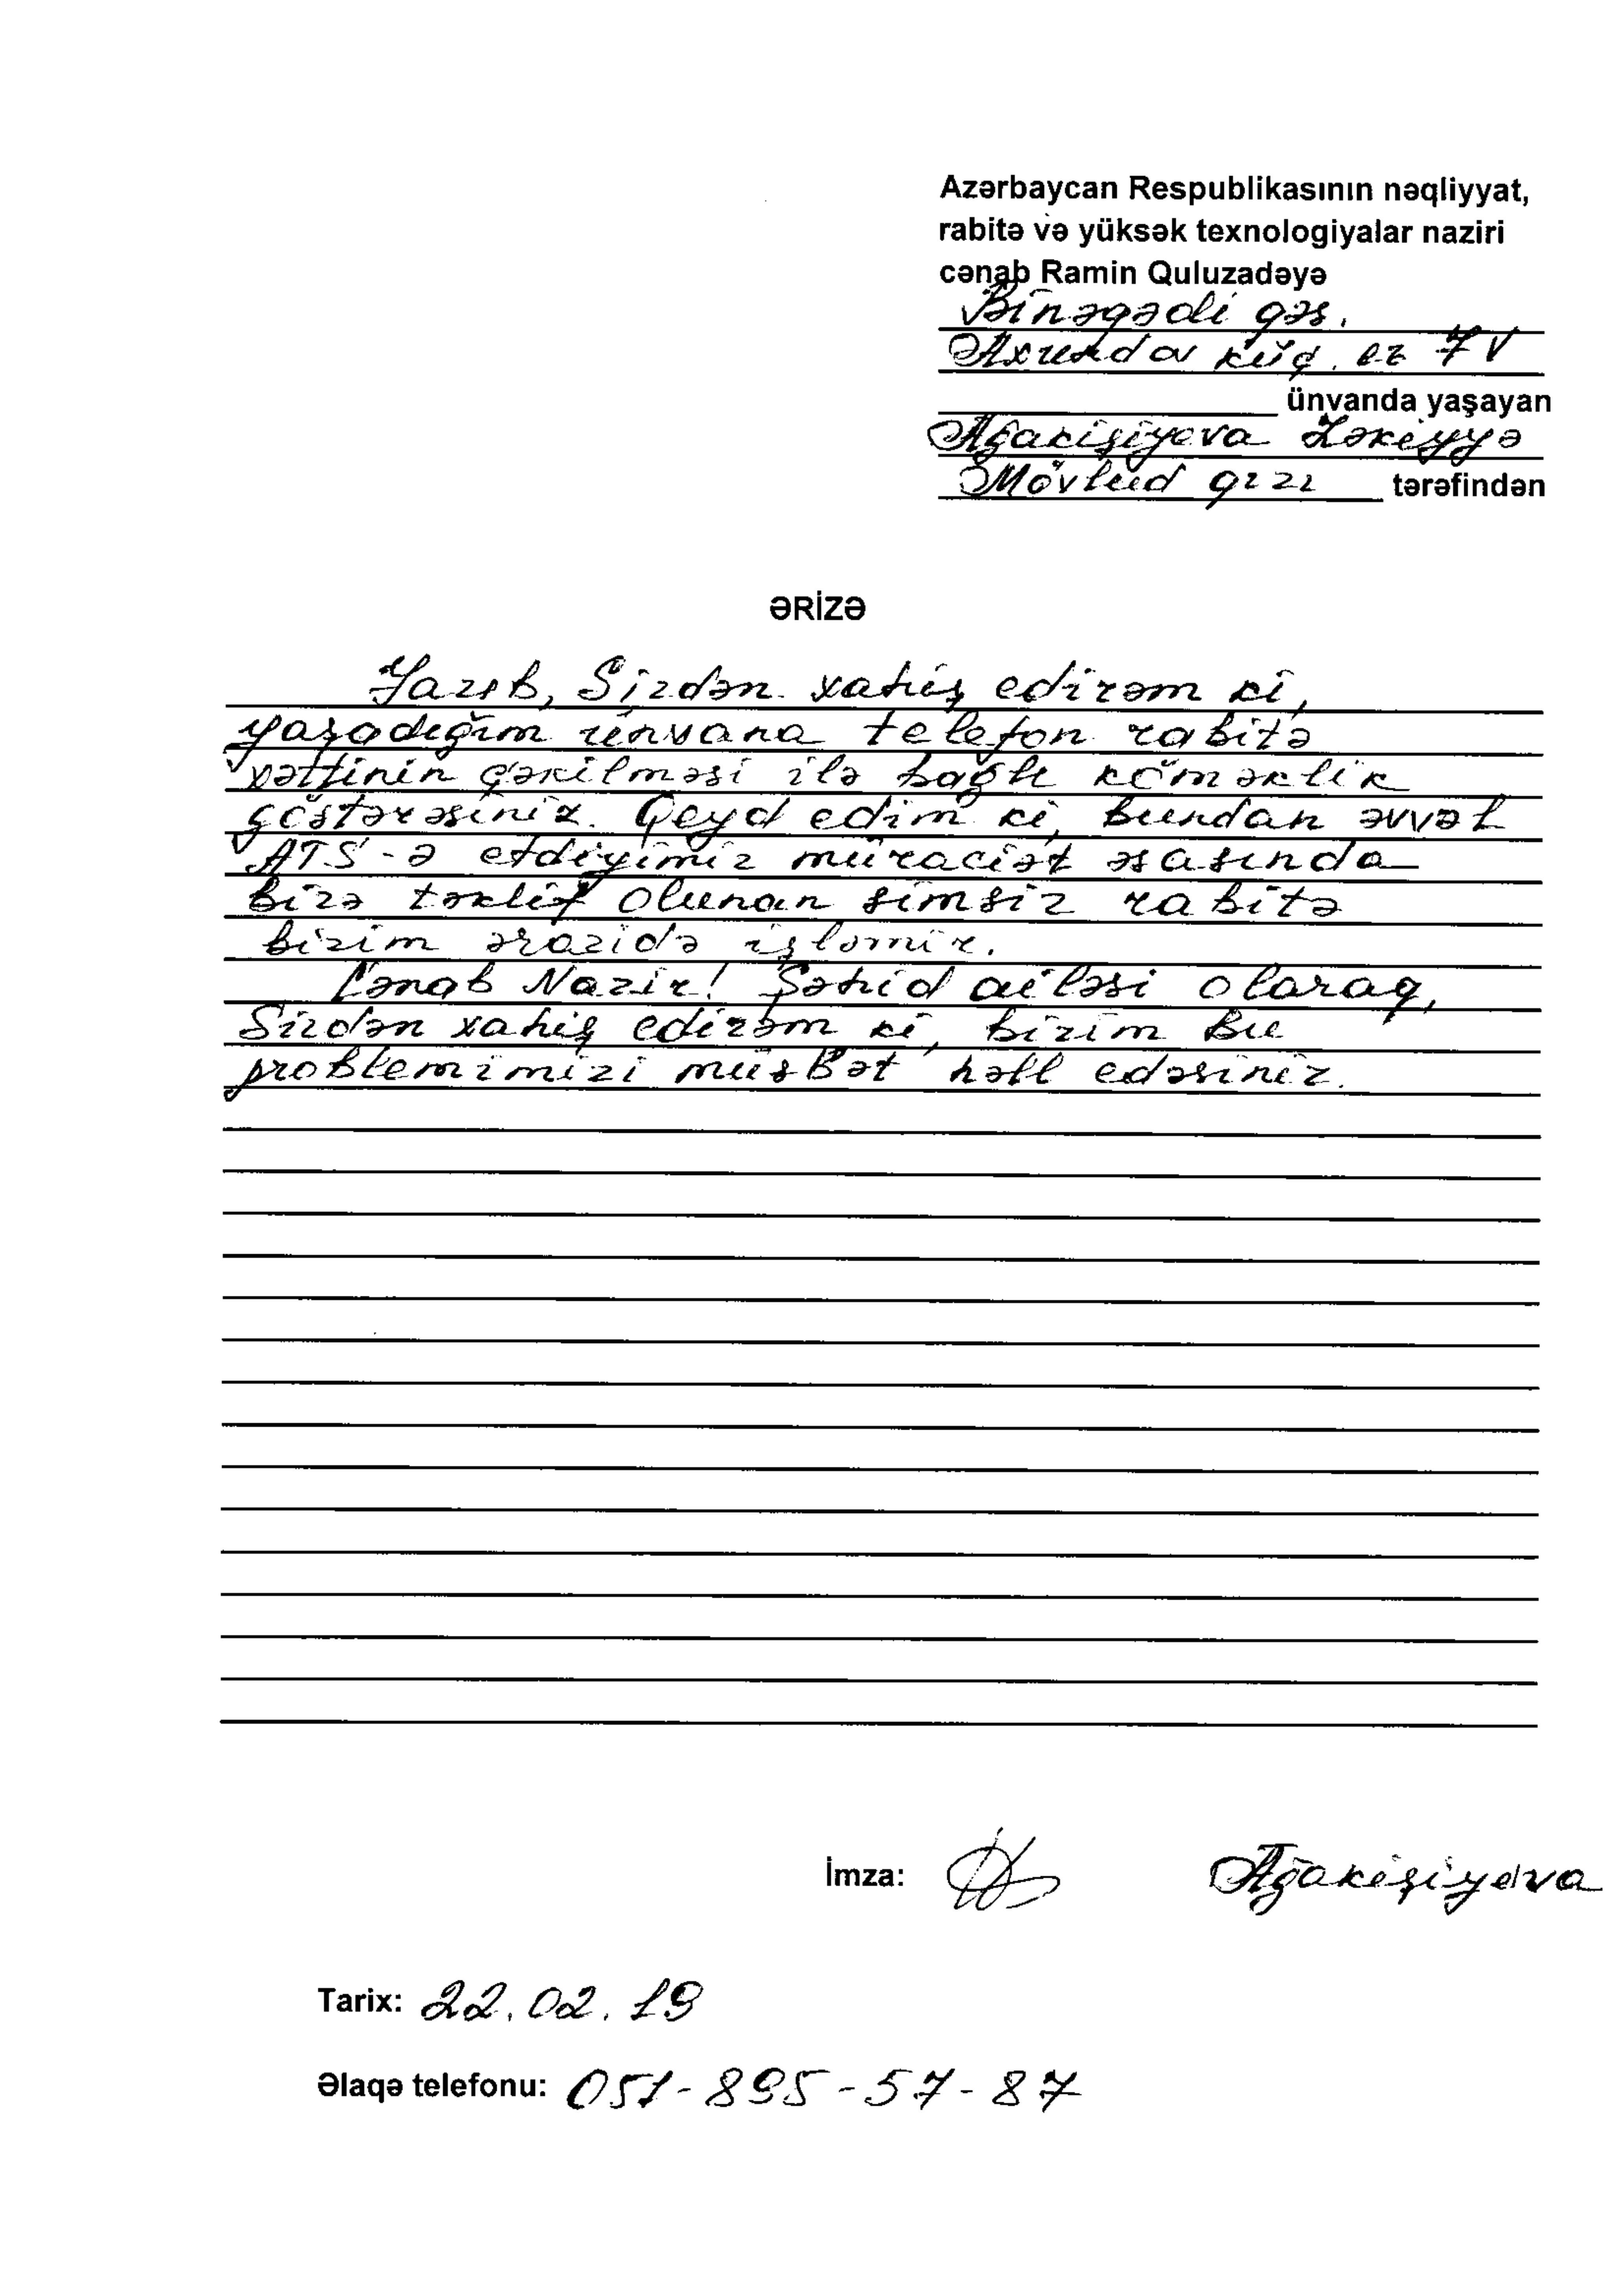 Azərbaycan Respublikasının nəqliyyat,
rabitə və yüksək texnologiyalar naziri
cənab Ramin Quluzadəyə
Binəqədi qəs.
Axundov küç. ev 7V
ünvanda yaşayan
Ağakişiyeva Zəkiyyə
Mövlud qızı tərəfindən
ƏRİZƏ
Yazıb, Sizdən xahiş edirəm ki,
yaşadığım ünvana telefon rabitə
xəttinin çəkilməsi ilə bağlı köməklik
göstərəsiniz. Qeyd edim ki, bundan əvvəl
ATS-ə etdiyimiz müraciət əsasında
bizə təklif olunan simsiz rabitə
bizim ərazidə işləmir.
Cənab Nazir! Şəhid ailəsi olaraq,
Sizdən xahiş edirəm ki, bizim bu
problemimizi müsbət həll edəsiniz.
İmza: Ağakişiyeva
Tarix: 22.02.19
Əlaqə telefonu: 051-895-57-87